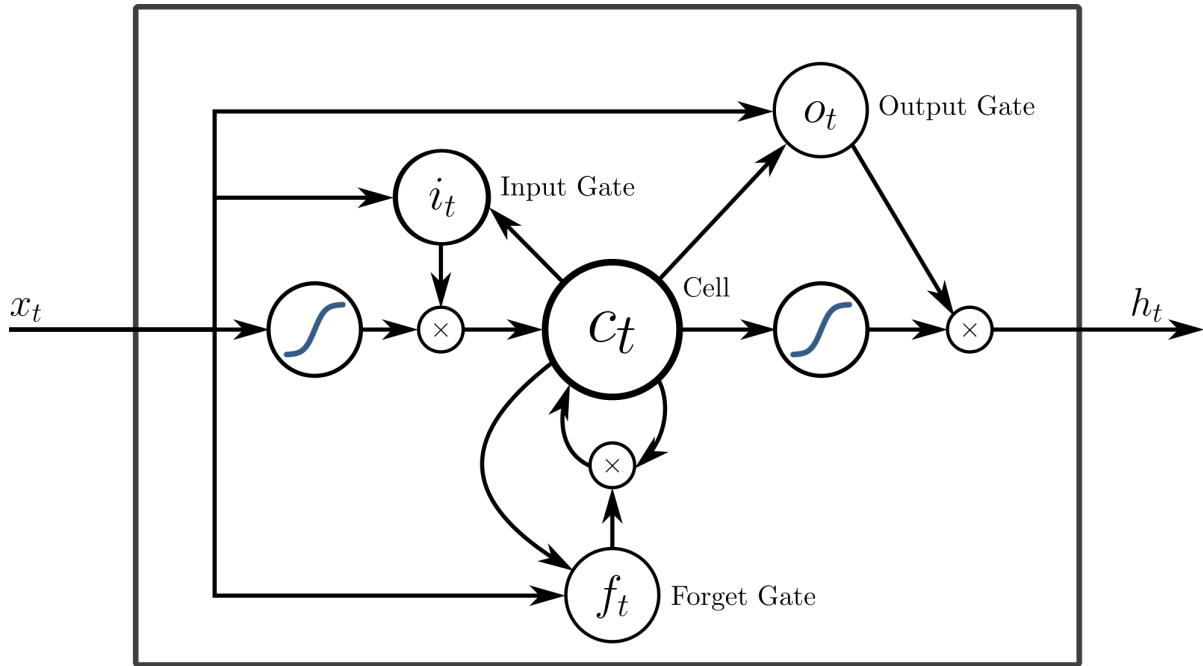 o_t Output Gate
i_t Input Gate
Cell
x_t
×
c_t
×
h_t
×
f_t Forget Gate